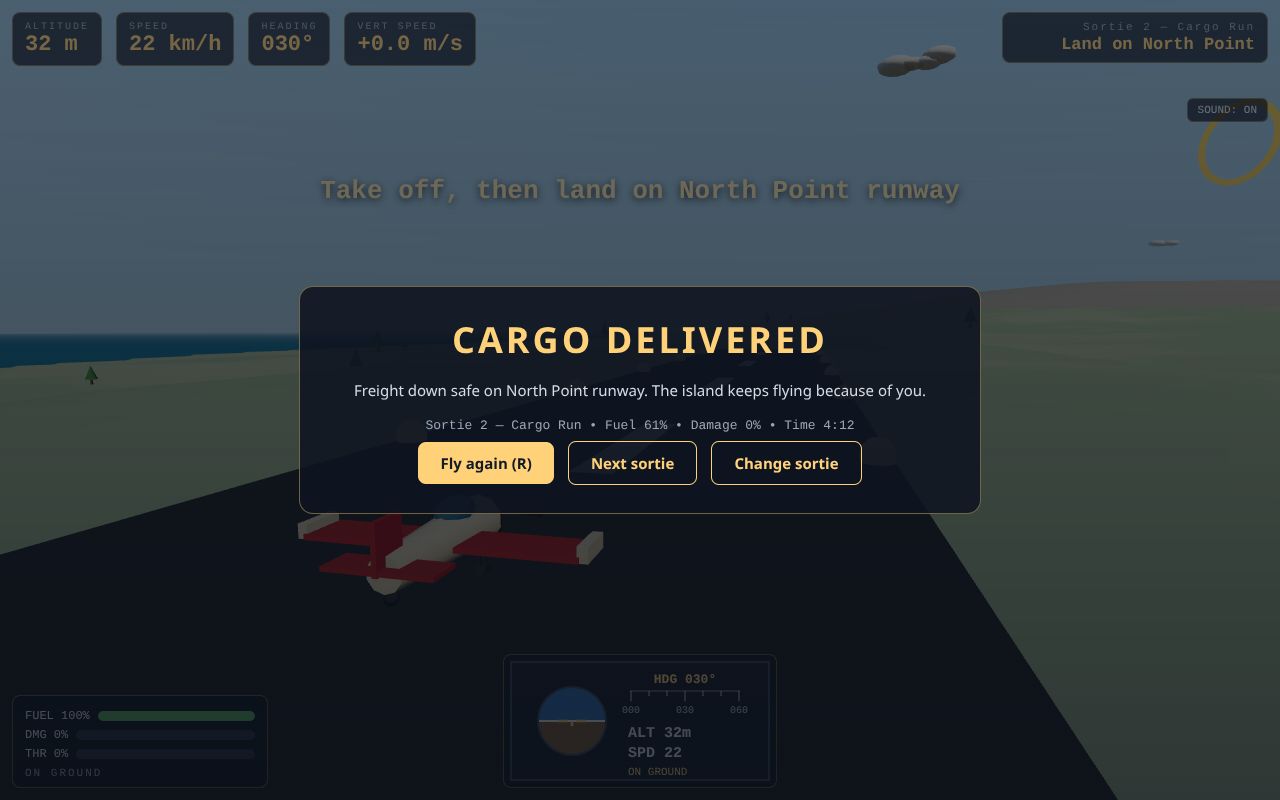 ALTITUDE
32 m
SPEED
22 km/h
HEADING
030°
VERT SPEED
+0.0 m/s
Sortie 2 — Cargo Run
Land on North Point
SOUND: ON
Take off, then land on North Point runway
CARGO DELIVERED
Freight down safe on North Point runway. The island keeps flying because of you.
Sortie 2 — Cargo Run • Fuel 61% • Damage 0% • Time 4:12
Fly again (R)
Next sortie
Change sortie
FUEL 100%
DMG 0%
THR 0%
ON GROUND
HDG 030°
000 030 060
ALT 32m
SPD 22
ON GROUND